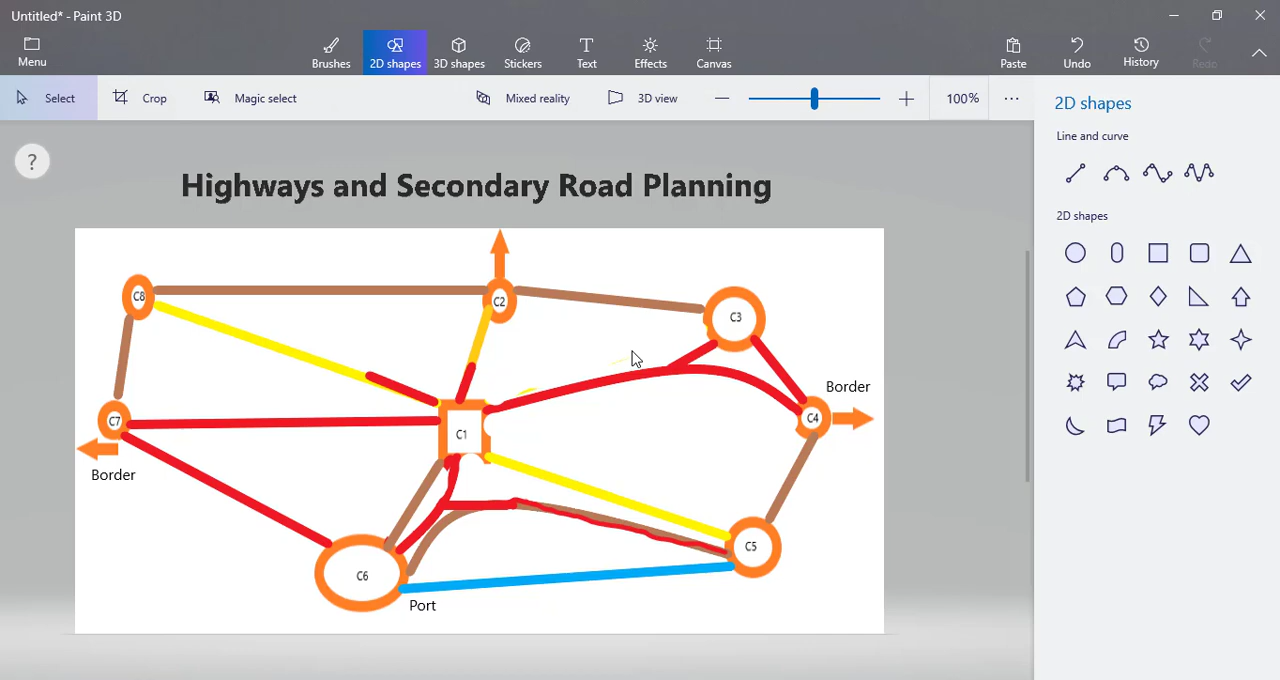 Untitled* - Paint 3D
Menu
Brushes
2D shapes
3D shapes
Stickers
Text
Effects
Canvas
Paste
Undo
History
Redo
Select
Crop
Magic select
Mixed reality
3D view
100%
2D shapes
Line and curve
2D shapes
?
Highways and Secondary Road Planning
C8
C2
C3
Border
C7
C1
C4
Border
C6
C5
Port